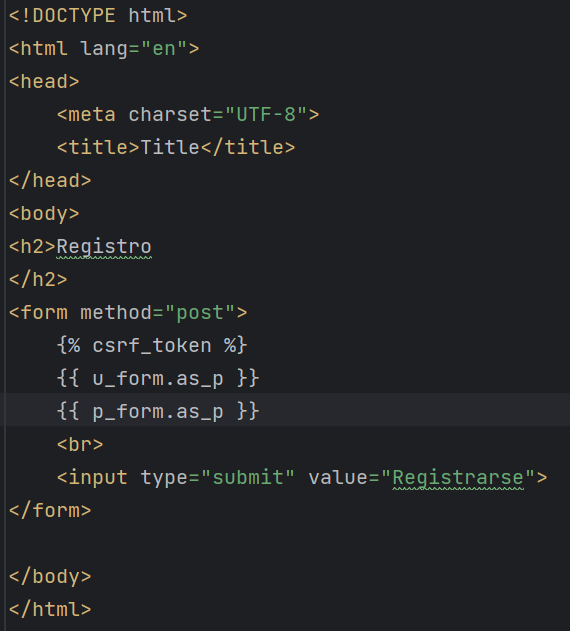 <!DOCTYPE html>
<html lang="en">
<head>
    <meta charset="UTF-8">
    <title>Title</title>
</head>
<body>
<h2>Registro
</h2>
<form method="post">
    {% csrf_token %}
    {{ u_form.as_p }}
    {{ p_form.as_p }}
    <br>
    <input type="submit" value="Registrarse">
</form>

</body>
</html>